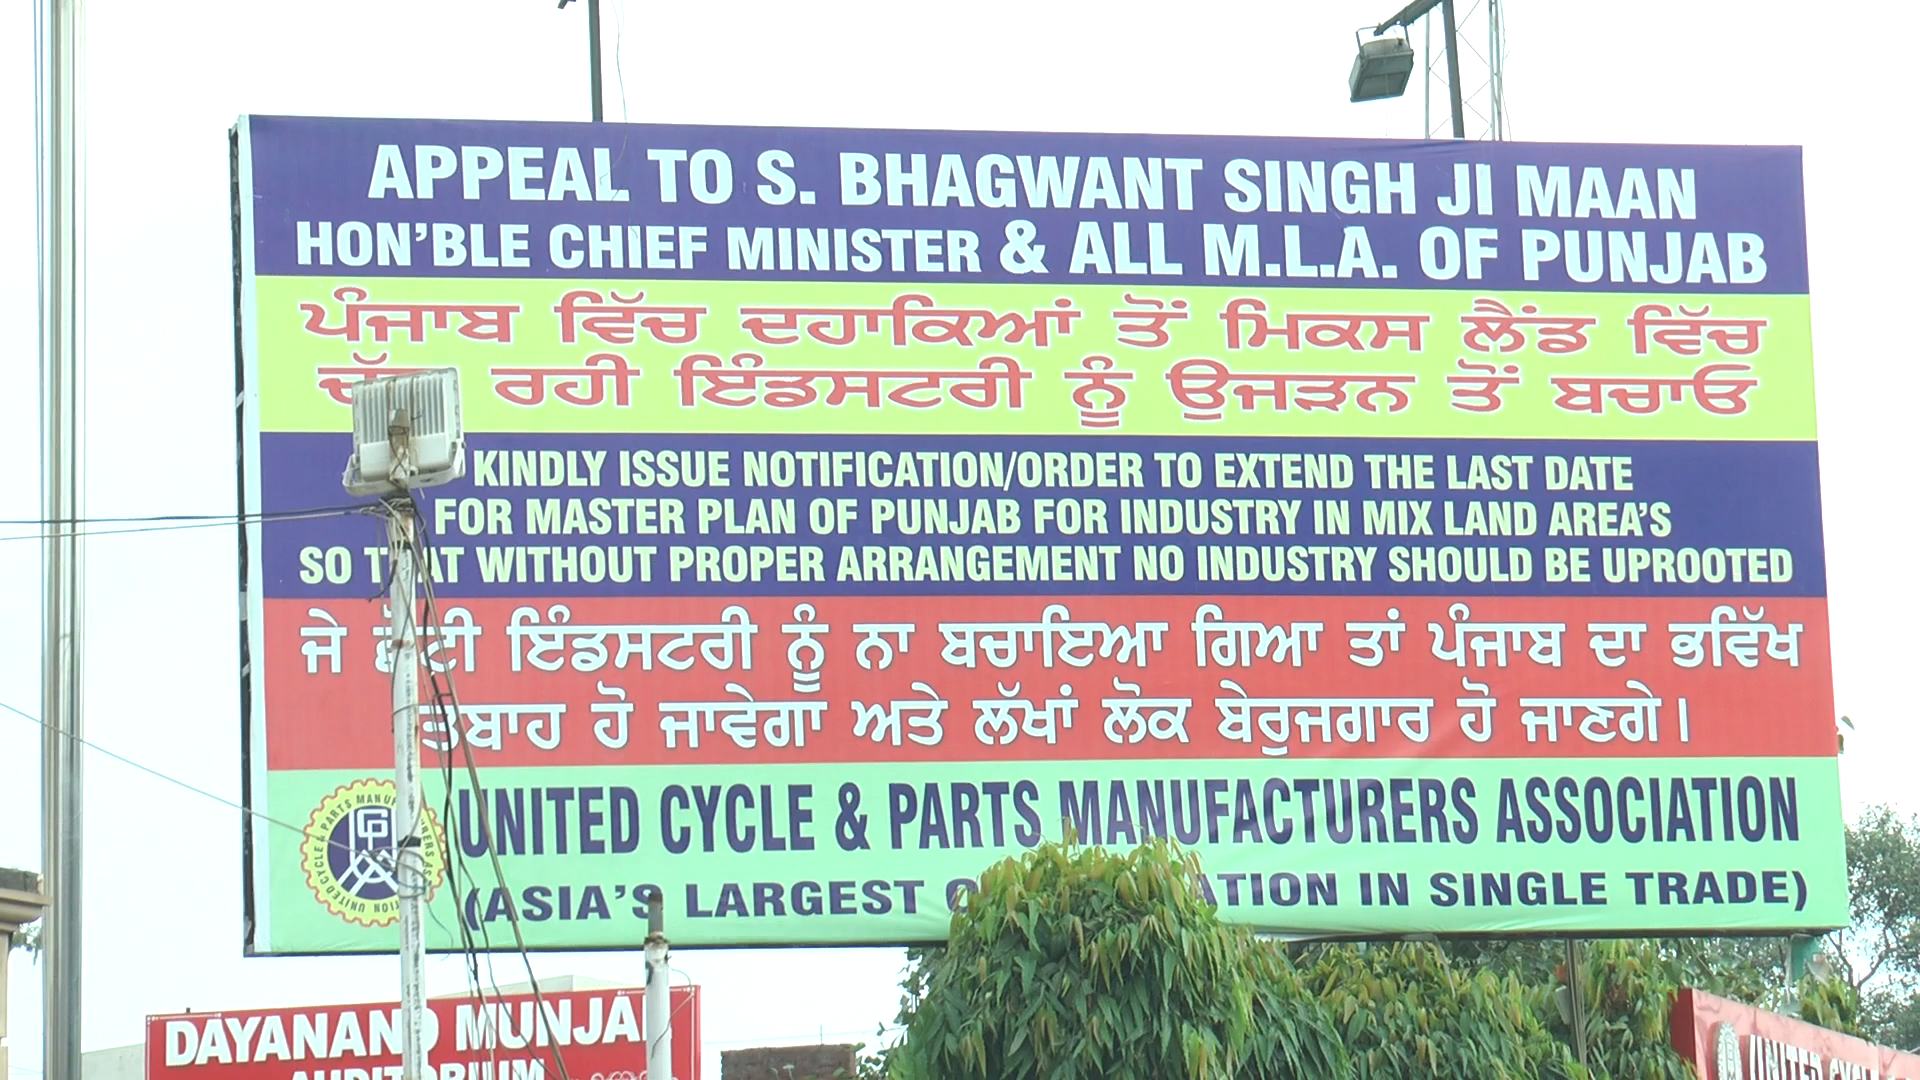 APPEAL TO S. BHAGWANT SINGH JI MAAN
HON'BLE CHIEF MINISTER & ALL M.L.A. OF PUNJAB
ਪੰਜਾਬ ਵਿੱਚ ਦਹਾਕਿਆਂ ਤੋਂ ਮਿਕਸ ਲੈਂਡ ਵਿੱਚ
ਰਹੀ ਇੰਡਸਟਰੀ ਨੂੰ ਉਜੜਨ ਤੋਂ ਬਚਾਓ
KINDLY ISSUE NOTIFICATION/ORDER TO EXTEND THE LAST DATE
FOR MASTER PLAN OF PUNJAB FOR INDUSTRY IN MIX LAND AREA'S
SO THAT WITHOUT PROPER ARRANGEMENT NO INDUSTRY SHOULD BE UPROOTED
ਜੇ ਇੰਡਸਟਰੀ ਨੂੰ ਨਾ ਬਚਾਇਆ ਗਿਆ ਤਾਂ ਪੰਜਾਬ ਦਾ ਭਵਿੱਖ
ਤਬਾਹ ਹੋ ਜਾਵੇਗਾ ਅਤੇ ਲੱਖਾਂ ਲੋਕ ਬੇਰੁਜਗਾਰ ਹੋ ਜਾਣਗੇ।
UNITED CYCLE & PARTS MANUFACTURERS ASSOCIATION
(ASIA'S LARGEST IN SINGLE TRADE)
DAYANAND MUNJAL
AUDITORIUM
UNITED CYCLE